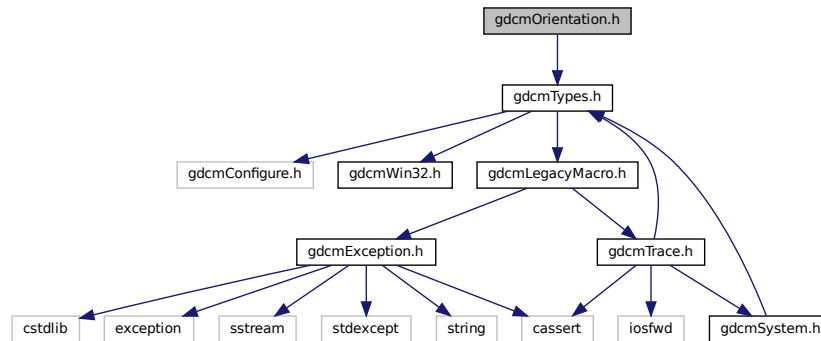 gdcmOrientation.h
gdcmTypes.h
gdcmConfigure.h
gdcmWin32.h
gdcmLegacyMacro.h
gdcmException.h
gdcmTrace.h
cstdlib
exception
sstream
stdexcept
string
cassert
iosfwd
gdcmSystem.h